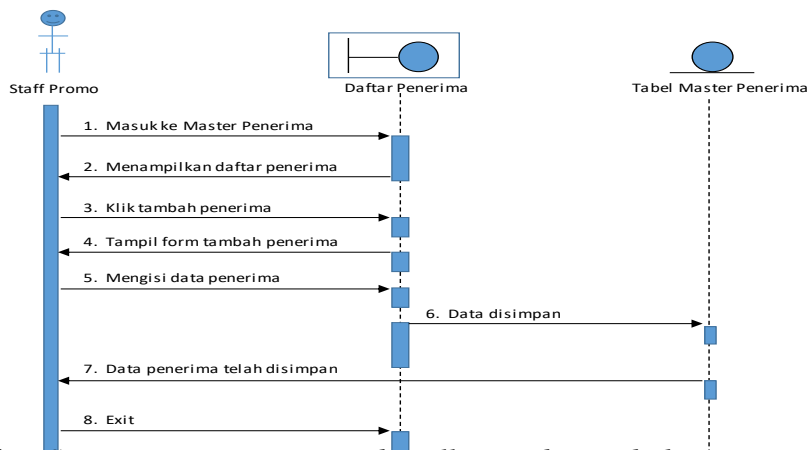 Staff Promo
Daftar Penerima
Tabel Master Penerima
1. Masuk ke Master Penerima
2. Menampilkan daftar penerima
3. Klik tambah penerima
4. Tampil form tambah penerima
5. Mengisi data penerima
6. Data disimpan
7. Data penerima telah disimpan
8. Exit